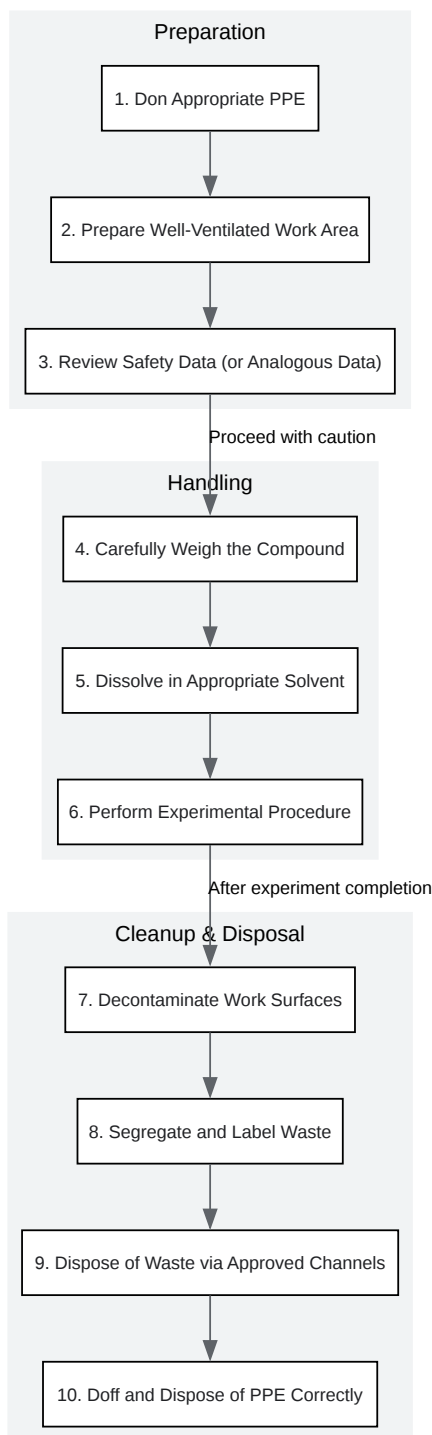 Preparation
1. Don Appropriate PPE
2. Prepare Well-Ventilated Work Area
3. Review Safety Data (or Analogous Data)
Proceed with caution
Handling
4. Carefully Weigh the Compound
5. Dissolve in Appropriate Solvent
6. Perform Experimental Procedure
After experiment completion
Cleanup & Disposal
7. Decontaminate Work Surfaces
8. Segregate and Label Waste
9. Dispose of Waste via Approved Channels
10. Doff and Dispose of PPE Correctly